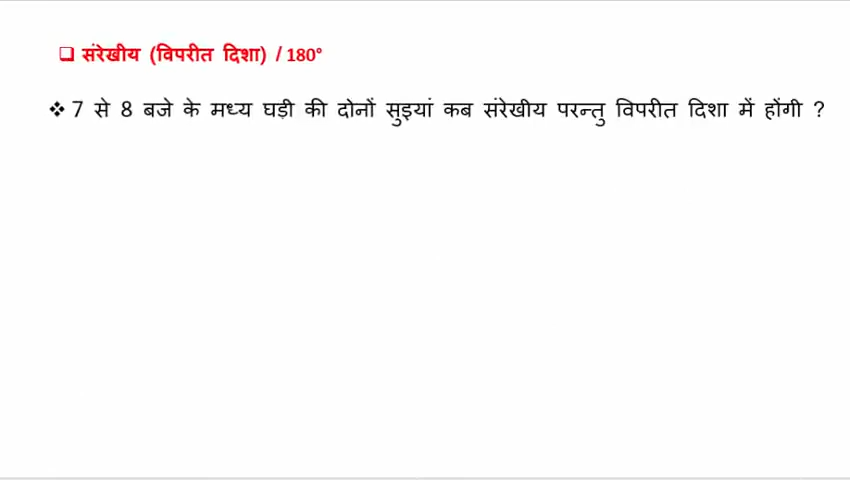 ❑ संरेखीय (विपरीत दिशा) / 180°
❖ 7 से 8 बजे के मध्य घड़ी की दोनों सुइयां कब संरेखीय परन्तु विपरीत दिशा में होंगी ?